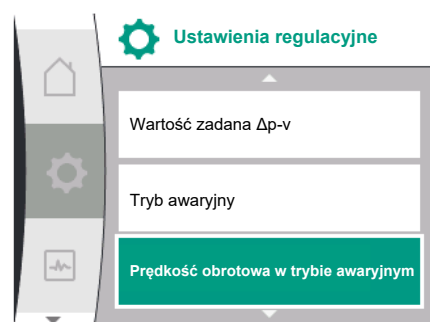 Ustawienia regulacyjne
Wartość zadana Δp-v
Tryb awaryjny
Prędkość obrotowa w trybie awaryjnym